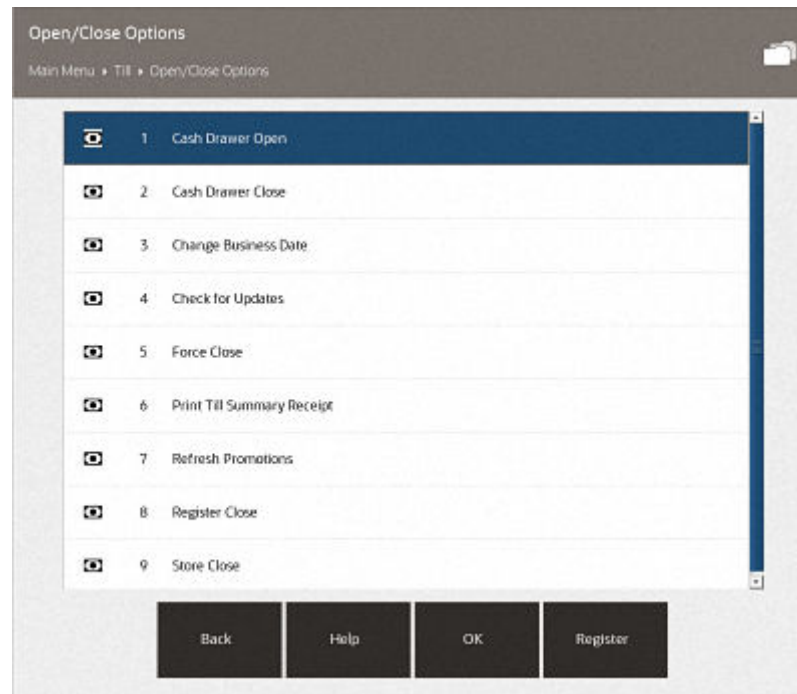 Open/Close Options
Main Menu ▸ Till ▸ Open/Close Options
1 Cash Drawer Open
2 Cash Drawer Close
3 Change Business Date
4 Check for Updates
5 Force Close
6 Print Till Summary Receipt
7 Refresh Promotions
8 Register Close
9 Store Close
Back Help OK Register